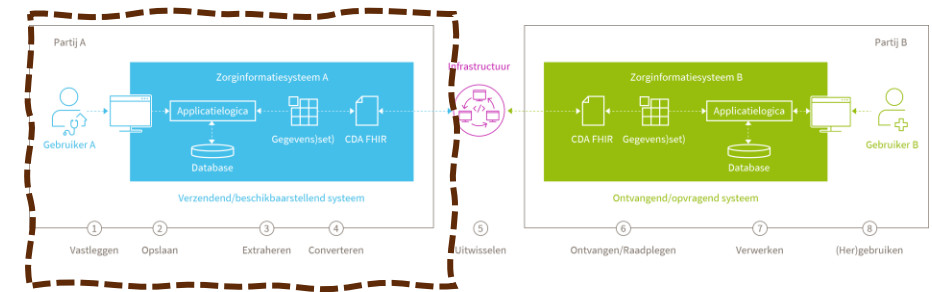 Partij A
Partij B
Zorginformatiesysteem A
Infrastructuur
Zorginformatiesysteem B
Applicatielogica
Applicatielogica
Gebruiker A
Gegevens)set)
CDA FHIR
CDA FHIR
Gegevens)set)
Gebruiker B
Database
Database
Verzendend/beschikbaarstellend systeem
Ontvangend/opvragend systeem
1
2
3
4
5
6
7
8
Vastleggen
Opslaan
Extraheren
Converteren
Uitwisselen
Ontvangen/Raadplegen
Verwerken
(Her)gebruiken